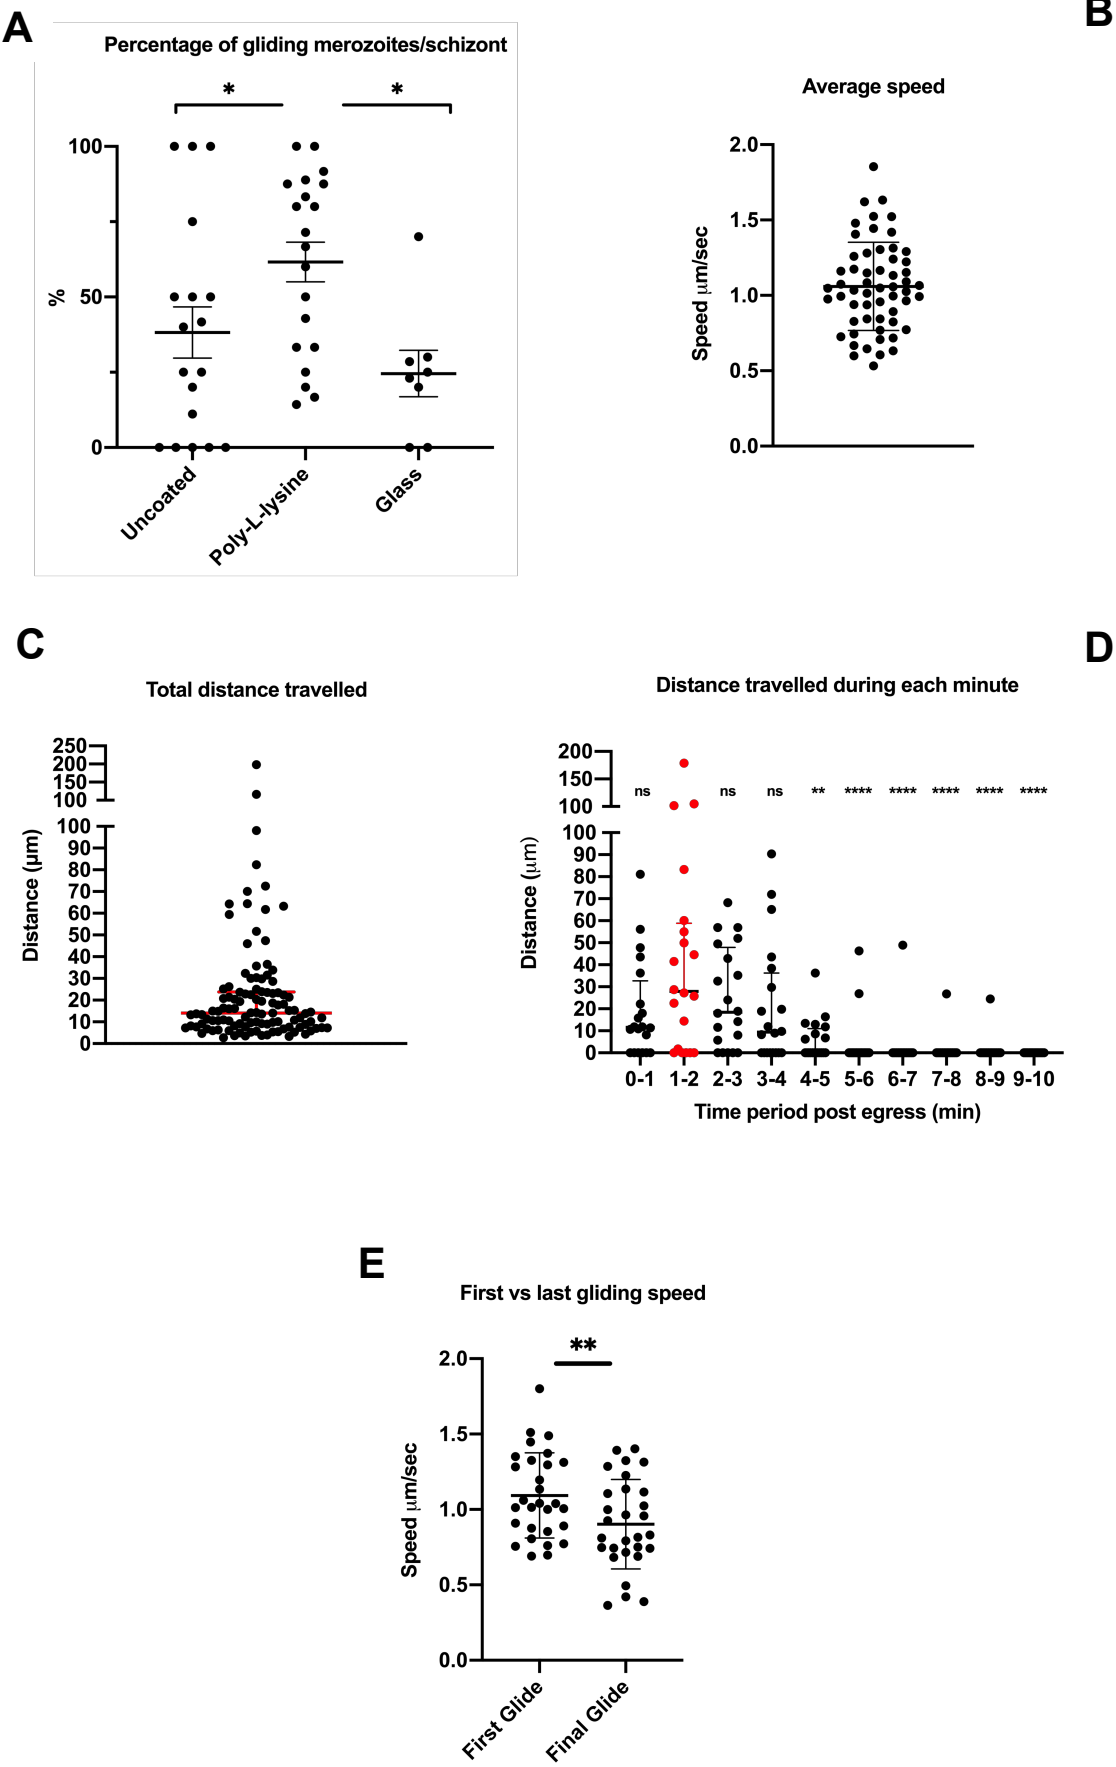 A
Percentage of gliding merozoites/schizont
* *
100
50
0
%
Uncoated
Poly-L-lysine
Glass
B
Average speed
2.0
1.5
1.0
0.5
0.0
Speed μm/sec
C
Total distance travelled
250
200
150
100
100
90
80
70
60
50
40
30
20
10
0
Distance (μm)
D
Distance travelled during each minute
200
150
100
100
90
80
70
60
50
40
30
20
10
0
Distance (μm)
ns ns ns ** **** **** **** **** ****
0-1 1-2 2-3 3-4 4-5 5-6 6-7 7-8 8-9 9-10
Time period post egress (min)
E
First vs last gliding speed
**
2.0
1.5
1.0
0.5
0.0
Speed μm/sec
First Glide
Final Glide